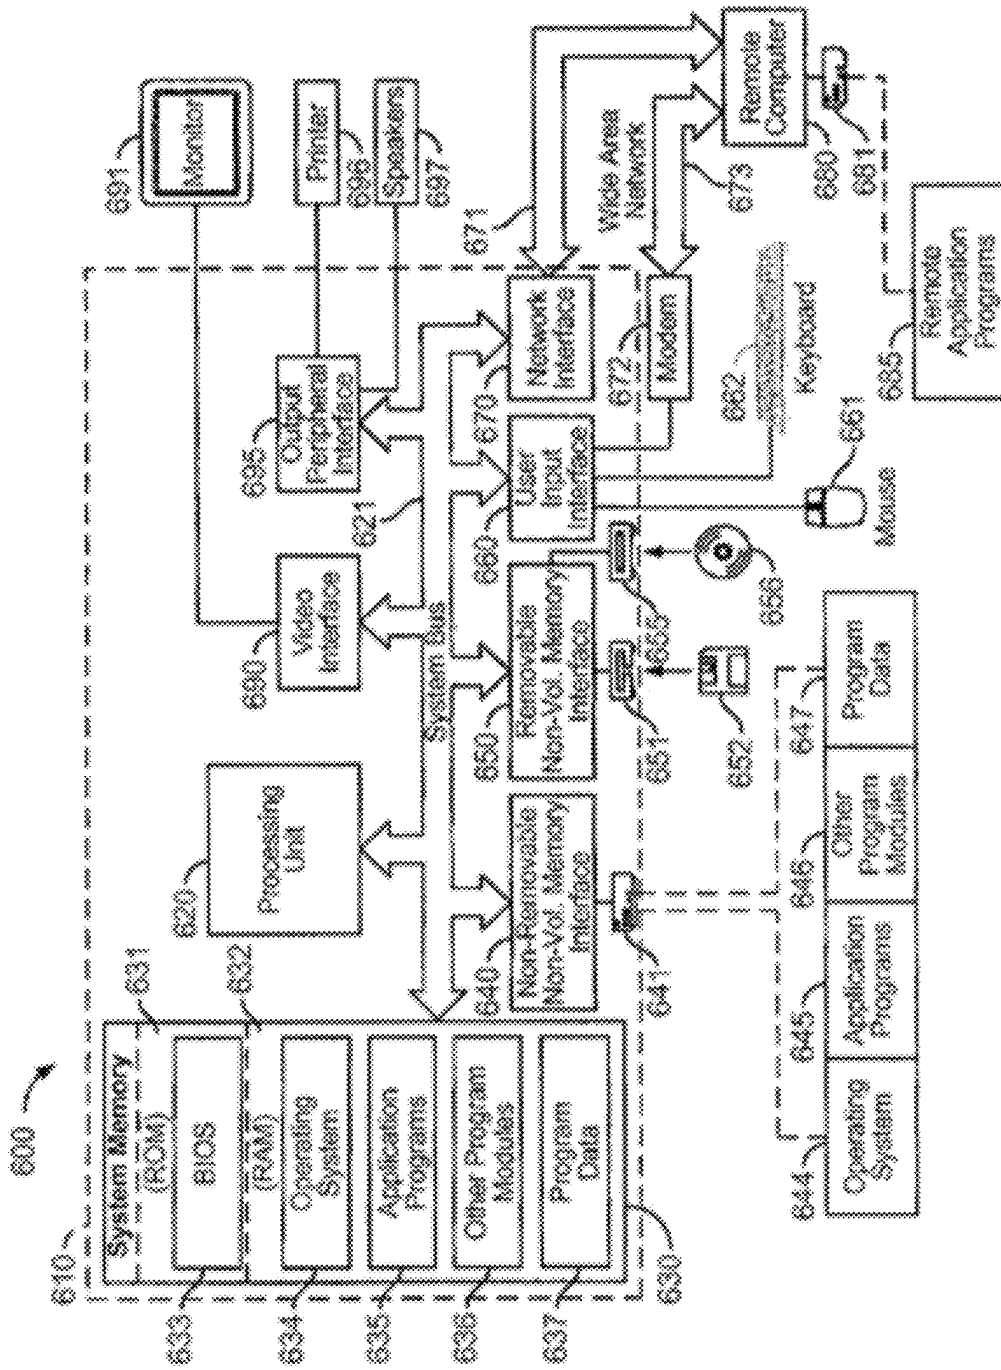 600
610
System Memory
(ROM)
631
BIOS
633
(RAM)
632
Operating
System
634
Application
Programs
635
Other Program
Modules
636
Program
Data
637
630
620
Processing
Unit
690
Video
Interface
695
Output
Peripheral
Interface
691
Monitor
Printer
696
Speakers
697
System Bus
621
640
Non-Removable
Non-Vol. Memory
Interface
650
Removable
Non-Vol. Memory
Interface
660
User
Input
Interface
670
Network
Interface
671
Wide Area
Network
672
Modem
673
Remote
Computer
680
681
641
651
655
652
656
662
Keyboard
661
Mouse
685
Remote
Application
Programs
644
Operating
System
645
Application
Programs
646
Other
Program
Modules
647
Program
Data